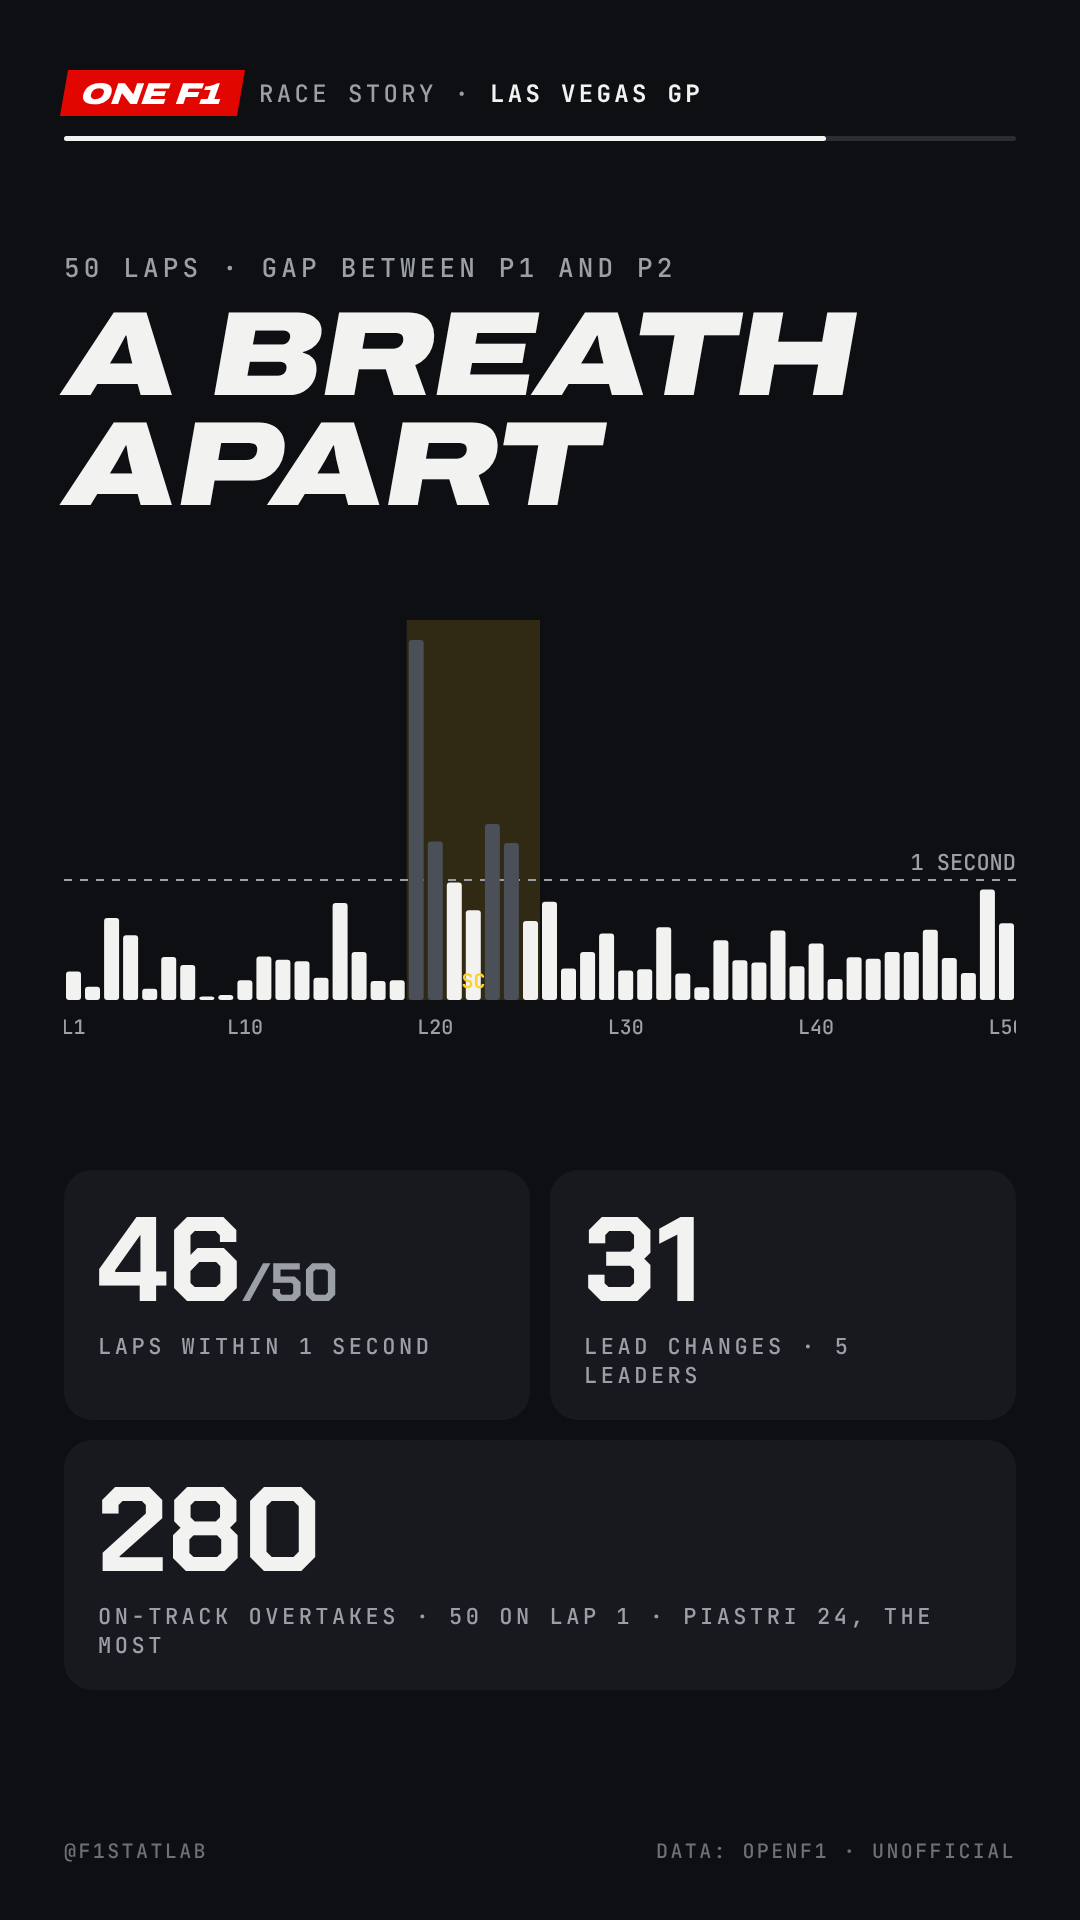 ONE F1 RACE STORY · LAS VEGAS GP
50 LAPS · GAP BETWEEN P1 AND P2
A BREATH
APART
1 SECOND
SC
L1 L10 L20 L30 L40 L50
46/50
LAPS WITHIN 1 SECOND
31
LEAD CHANGES · 5
LEADERS
280
ON-TRACK OVERTAKES · 50 ON LAP 1 · PIASTRI 24, THE
MOST
@F1STATLAB
DATA: OPENF1 · UNOFFICIAL